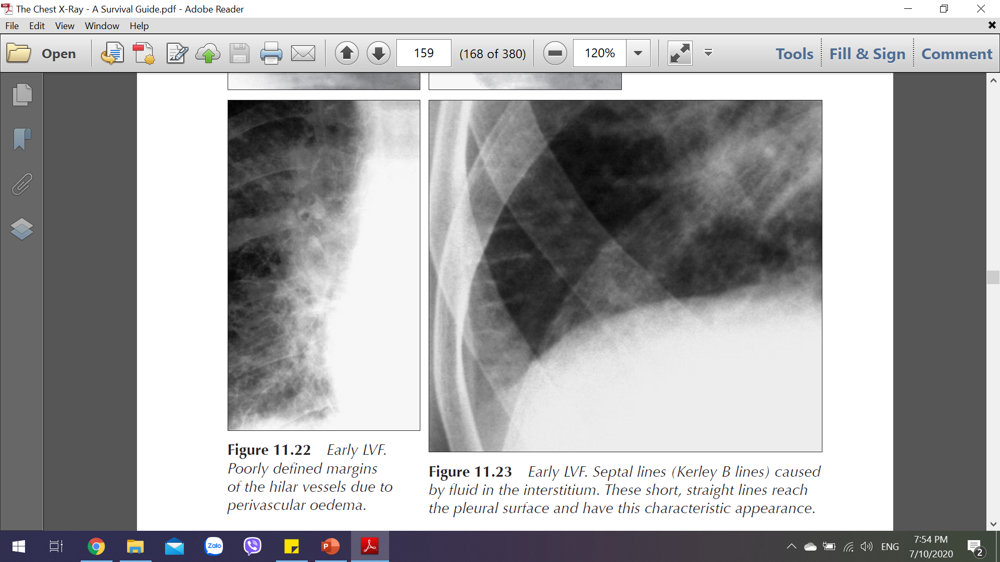 The Chest X-Ray - A Survival Guide.pdf - Adobe Reader
File Edit View Window Help
Open 159 (168 of 380) 120% Tools Fill & Sign Comment
Figure 11.22 Early LVF.
Poorly defined margins
of the hilar vessels due to
perivascular oedema.
Figure 11.23 Early LVF. Septal lines (Kerley B lines) caused
by fluid in the interstitium. These short, straight lines reach
the pleural surface and have this characteristic appearance.
Zalo
P
ENG
7:54 PM
7/10/2020
2